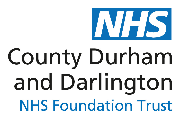 NHS
County Durham
and Darlington
NHS Foundation Trust